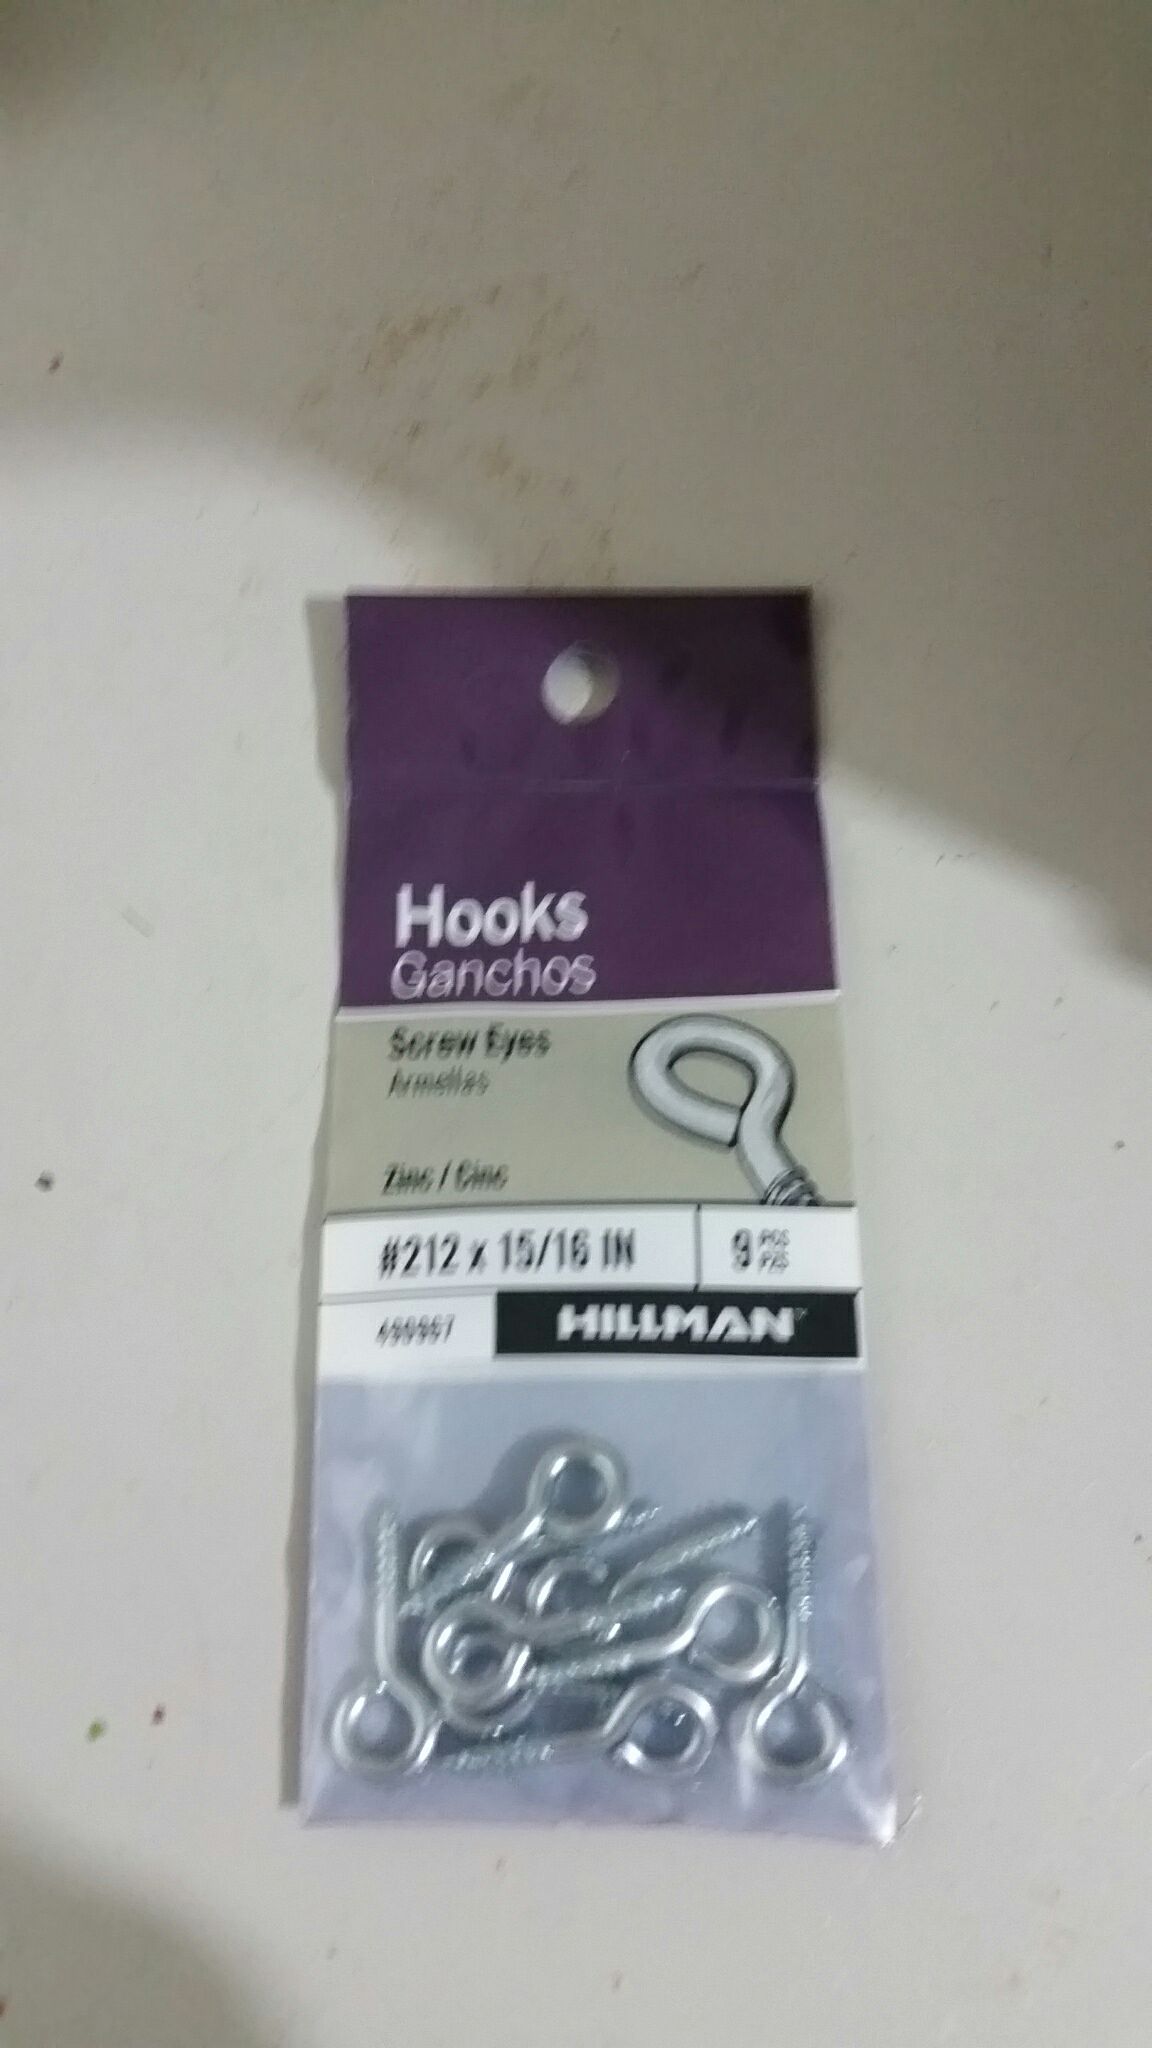 Hooks
Ganchos
Screw Eyes
Armellas
Zinc / Cinc
#212 x 15/16 IN
9 PCS
PZS
HILLMAN